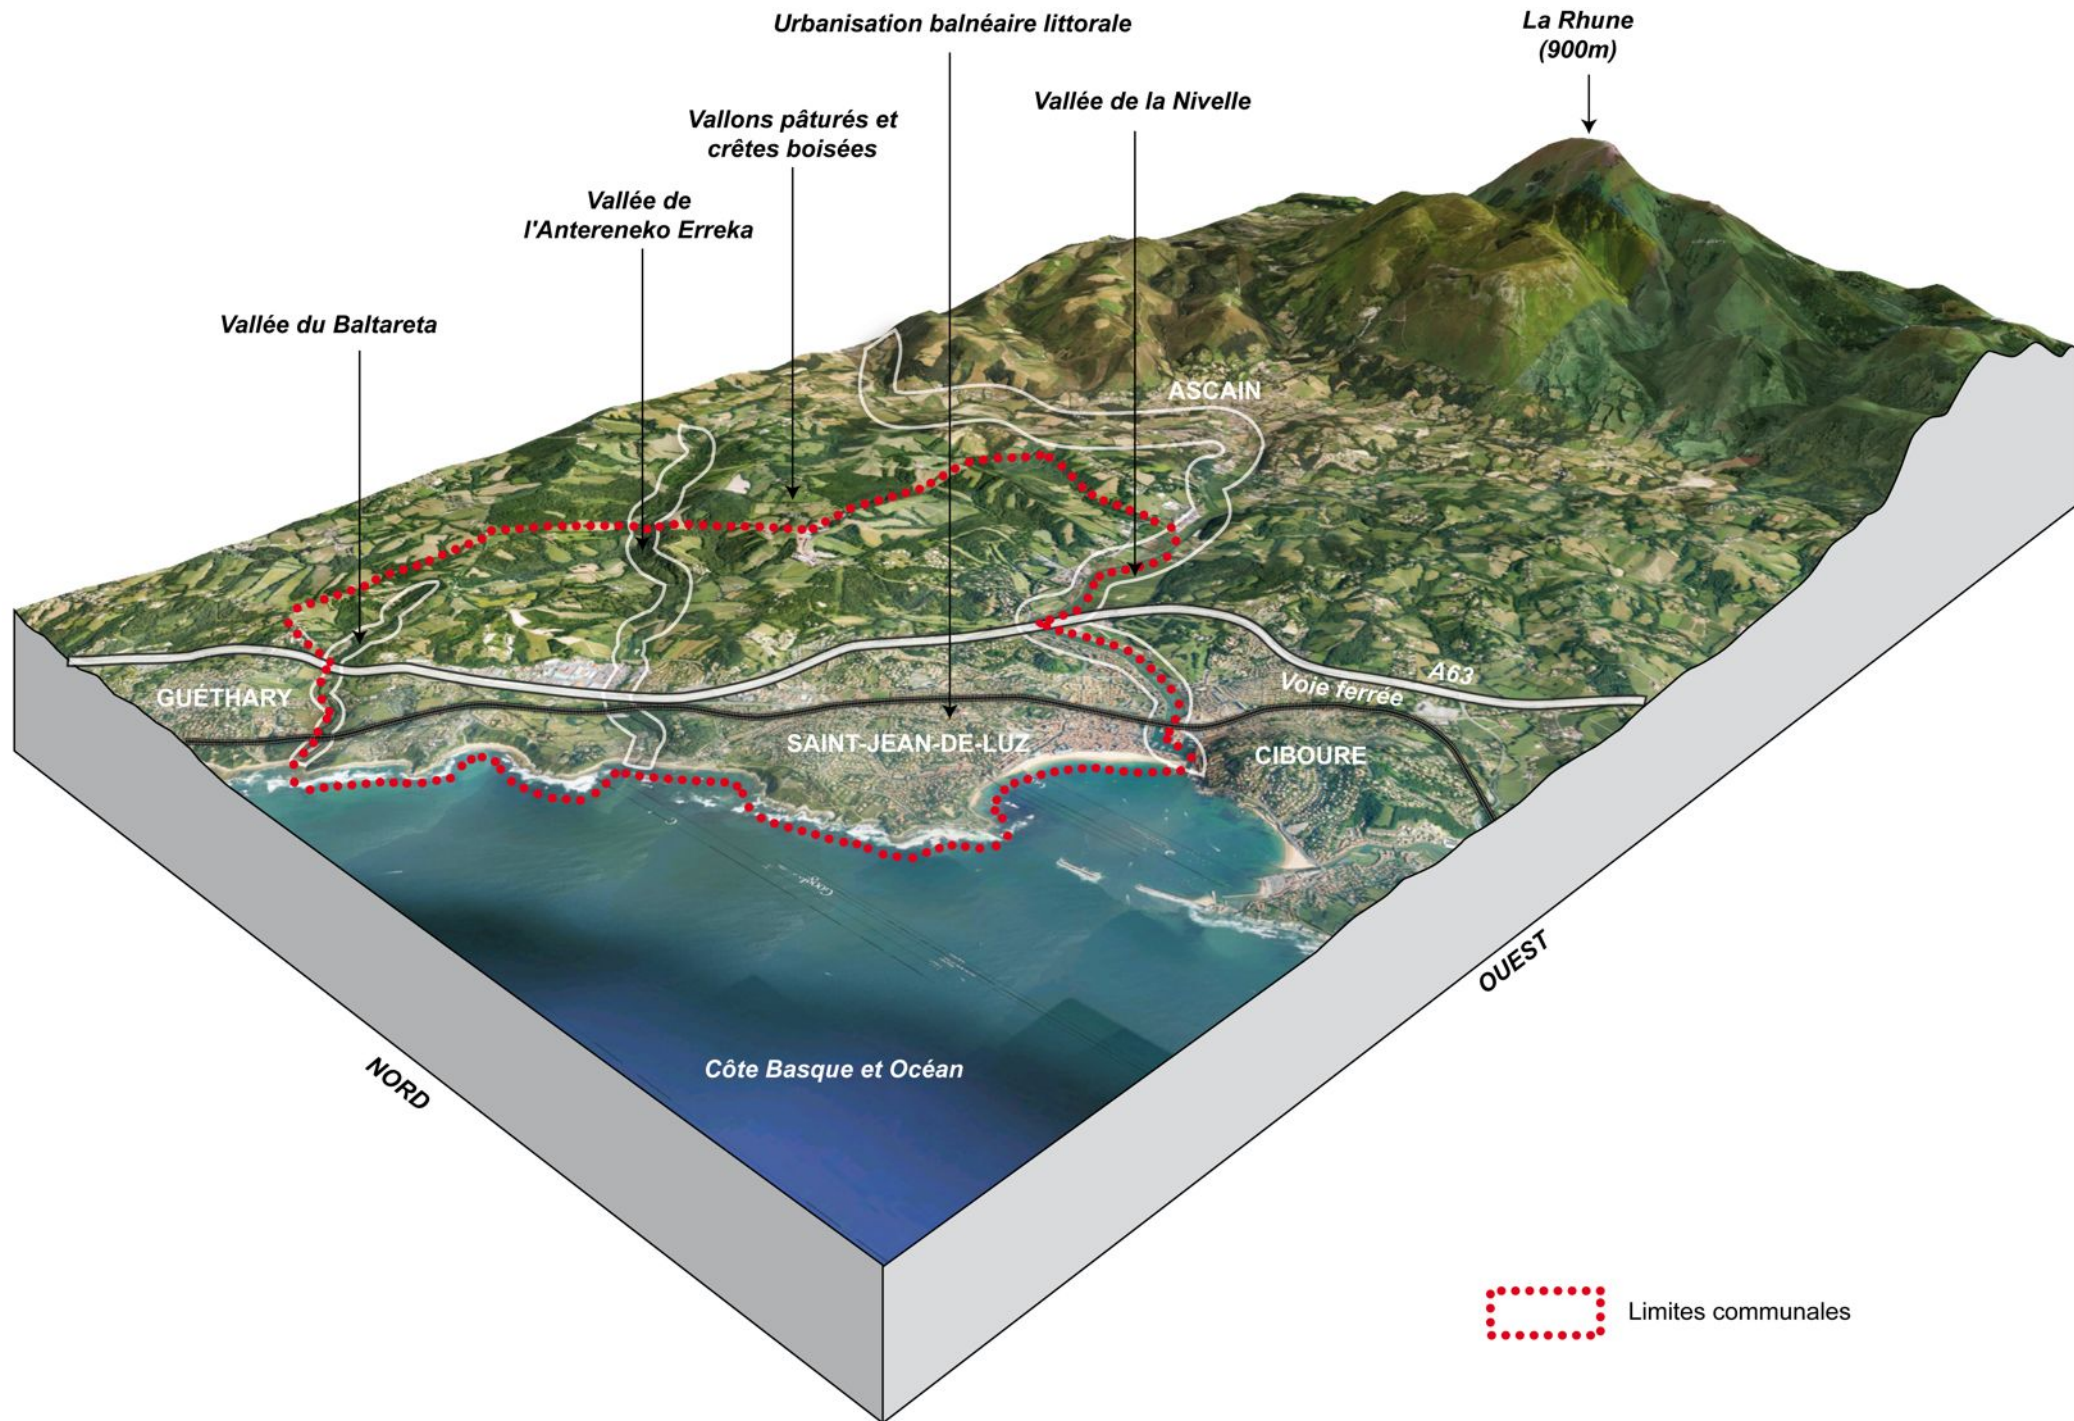 Urbanisation balnéaire littorale
La Rhune
(900m)
Vallée de la Nivelle
Vallons pâturés et
crêtes boisées
Vallée de
l'Antereneko Erreka
Vallée du Baltareta
ASCAIN
A63
Voie ferrée
GUÉTHARY
SAINT-JEAN-DE-LUZ
CIBOURE
Google
Côte Basque et Océan
NORD
OUEST
Limites communales